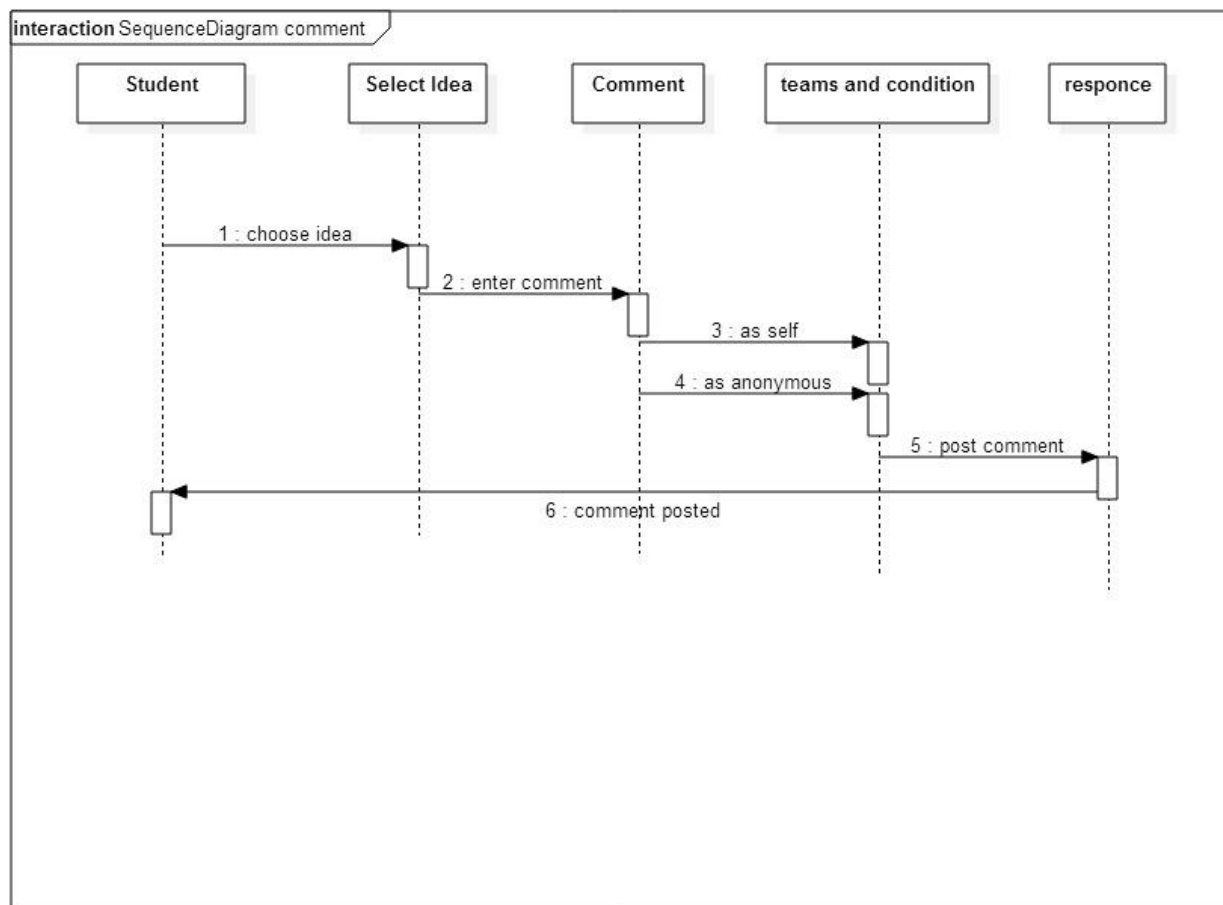 interaction SequenceDiagram comment
Student
Select Idea
Comment
teams and condition
responce
1 : choose idea
2 : enter comment
3 : as self
4 : as anonymous
5 : post comment
6 : comment posted